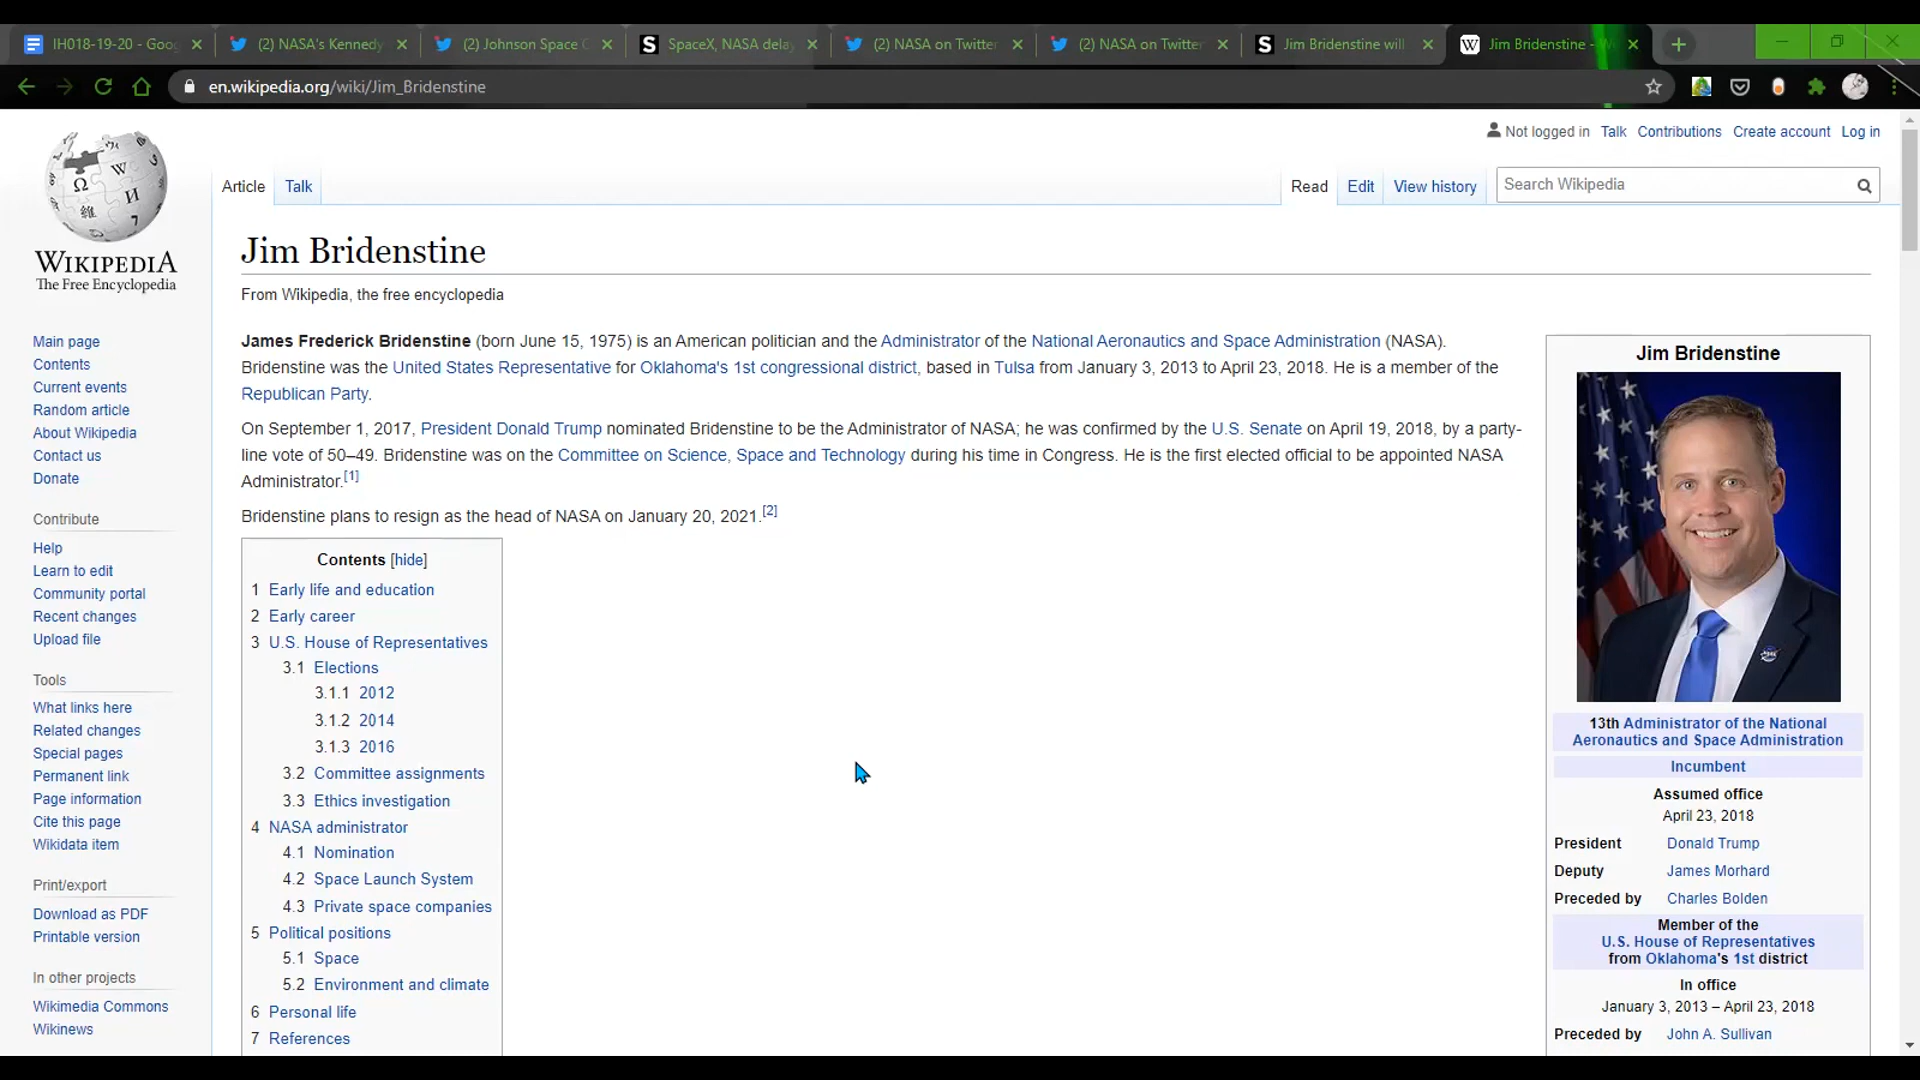 IH018-19-20 - Goog
(2) NASA's Kennedy
(2) Johnson Space C
SpaceX, NASA delay
(2) NASA on Twitter
(2) NASA on Twitter
Jim Bridenstine will
Jim Bridenstine -
en.wikipedia.org/wiki/Jim_Bridenstine
Not logged in Talk Contributions Create account Log in
Article Talk
Read Edit View history
Search Wikipedia
WIKIPEDIA
The Free Encyclopedia
Main page
Contents
Current events
Random article
About Wikipedia
Contact us
Donate
Contribute
Help
Learn to edit
Community portal
Recent changes
Upload file
Tools
What links here
Related changes
Special pages
Permanent link
Page information
Cite this page
Wikidata item
Print/export
Download as PDF
Printable version
In other projects
Wikimedia Commons
Wikinews
Jim Bridenstine
From Wikipedia, the free encyclopedia
James Frederick Bridenstine (born June 15, 1975) is an American politician and the Administrator of the National Aeronautics and Space Administration (NASA).
Bridenstine was the United States Representative for Oklahoma's 1st congressional district, based in Tulsa from January 3, 2013 to April 23, 2018. He is a member of the
Republican Party.
On September 1, 2017, President Donald Trump nominated Bridenstine to be the Administrator of NASA; he was confirmed by the U.S. Senate on April 19, 2018, by a party-
line vote of 50–49. Bridenstine was on the Committee on Science, Space and Technology during his time in Congress. He is the first elected official to be appointed NASA
Administrator.[1]
Bridenstine plans to resign as the head of NASA on January 20, 2021.[2]
Contents [hide]
1 Early life and education
2 Early career
3 U.S. House of Representatives
3.1 Elections
3.1.1 2012
3.1.2 2014
3.1.3 2016
3.2 Committee assignments
3.3 Ethics investigation
4 NASA administrator
4.1 Nomination
4.2 Space Launch System
4.3 Private space companies
5 Political positions
5.1 Space
5.2 Environment and climate
6 Personal life
7 References
Jim Bridenstine
13th Administrator of the National
Aeronautics and Space Administration
Incumbent
Assumed office
April 23, 2018
President Donald Trump
Deputy James Morhard
Preceded by Charles Bolden
Member of the
U.S. House of Representatives
from Oklahoma's 1st district
In office
January 3, 2013 – April 23, 2018
Preceded by John A. Sullivan